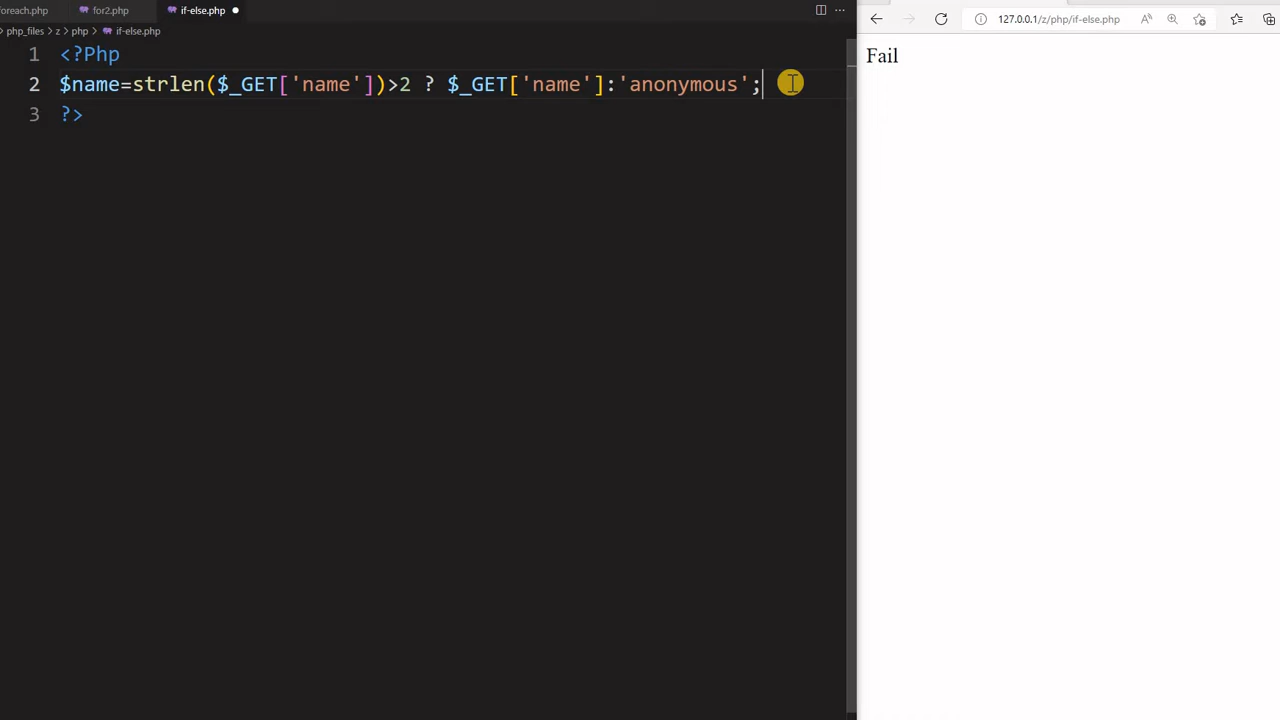 oreach.php for2.php if-else.php
php_files > z > php > if-else.php
1 <?Php
2 $name=strlen($_GET['name'])>2 ? $_GET['name']:'anonymous';
3 ?>
127.0.0.1/z/php/if-else.php
Fail